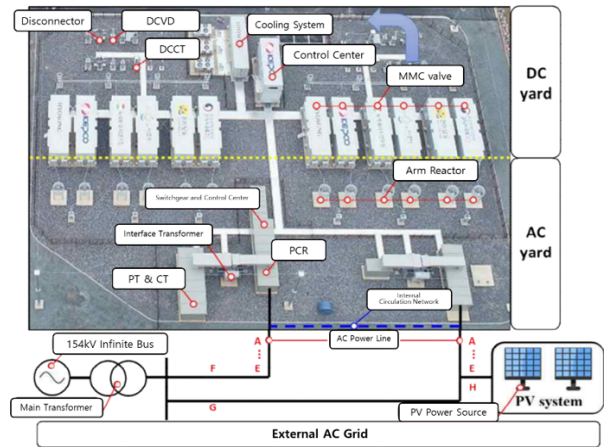 Disconnector
DCVD
DCCT
Cooling System
Control Center
MMC valve
DC
yard
Arm Reactor
AC
yard
Switchgear and Control Center
Interface Transformer
PT & CT
PCR
Internal
Circulation Network
154kV Infinite Bus
A
E
AC Power Line
A
E
F
G
H
Main Transformer
PV system
PV Power Source
External AC Grid